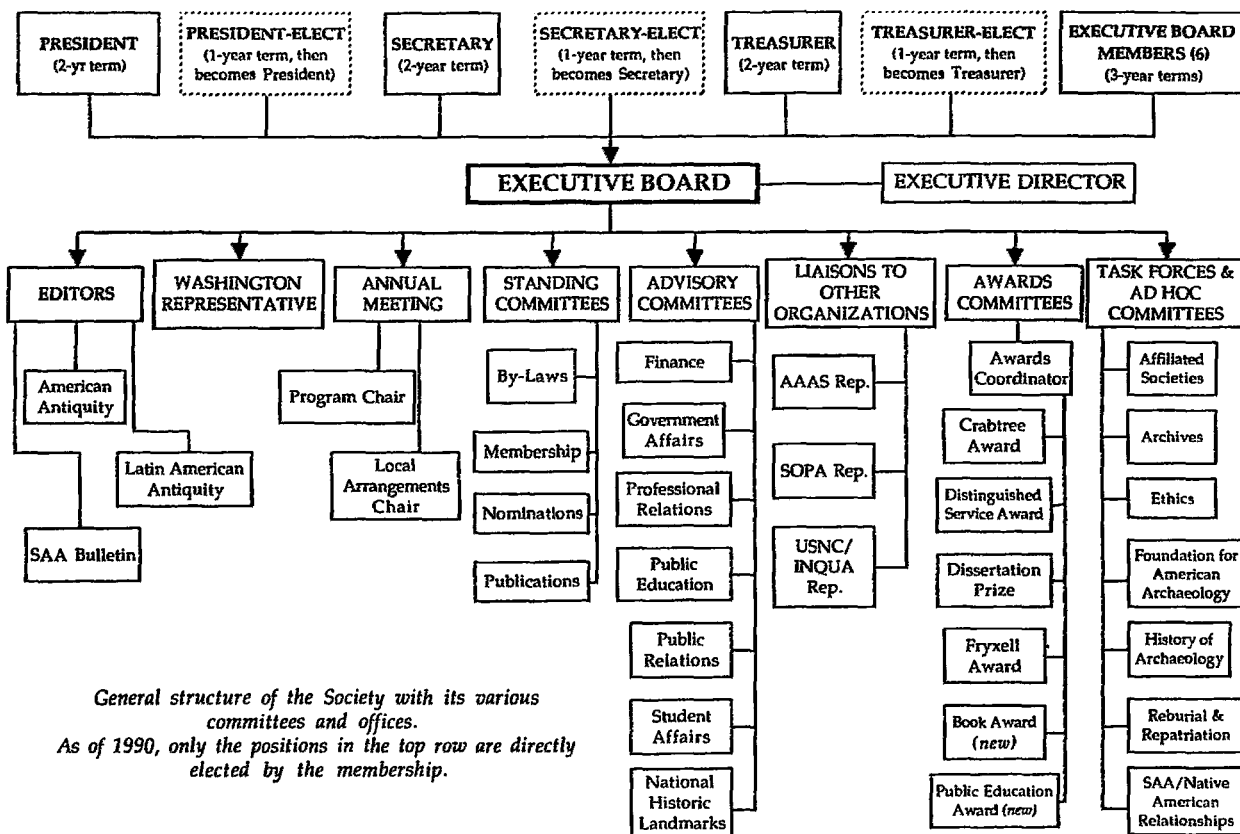 PRESIDENT
(2-yr term)
PRESIDENT-ELECT
(1-year term, then
becomes President)
SECRETARY
(2-year term)
SECRETARY-ELECT
(1-year term, then
becomes Secretary)
TREASURER
(2-year term)
TREASURER-ELECT
(1-year term, then
becomes Treasurer)
EXECUTIVE BOARD
MEMBERS (6)
(3-year terms)
EXECUTIVE BOARD
EXECUTIVE DIRECTOR
EDITORS
WASHINGTON
REPRESENTATIVE
ANNUAL
MEETING
STANDING
COMMITTEES
ADVISORY
COMMITTEES
LIAISONS TO
OTHER
ORGANIZATIONS
AWARDS
COMMITTEES
TASK FORCES &
AD HOC
COMMITTEES
American
Antiquity
Latin American
Antiquity
SAA Bulletin
Program Chair
Local
Arrangements
Chair
By-Laws
Membership
Nominations
Publications
Finance
Government
Affairs
Professional
Relations
Public
Education
Public
Relations
Student
Affairs
National
Historic
Landmarks
AAAS Rep.
SOPA Rep.
USNC/
INQUA
Rep.
Awards
Coordinator
Crabtree
Award
Distinguished
Service Award
Dissertation
Prize
Fryxell
Award
Book Award
(new)
Public Education
Award (new)
Affiliated
Societies
Archives
Ethics
Foundation for
American
Archaeology
History of
Archaeology
Reburial &
Repatriation
SAA/Native
American
Relationships
General structure of the Society with its various
committees and offices.
As of 1990, only the positions in the top row are directly
elected by the membership.